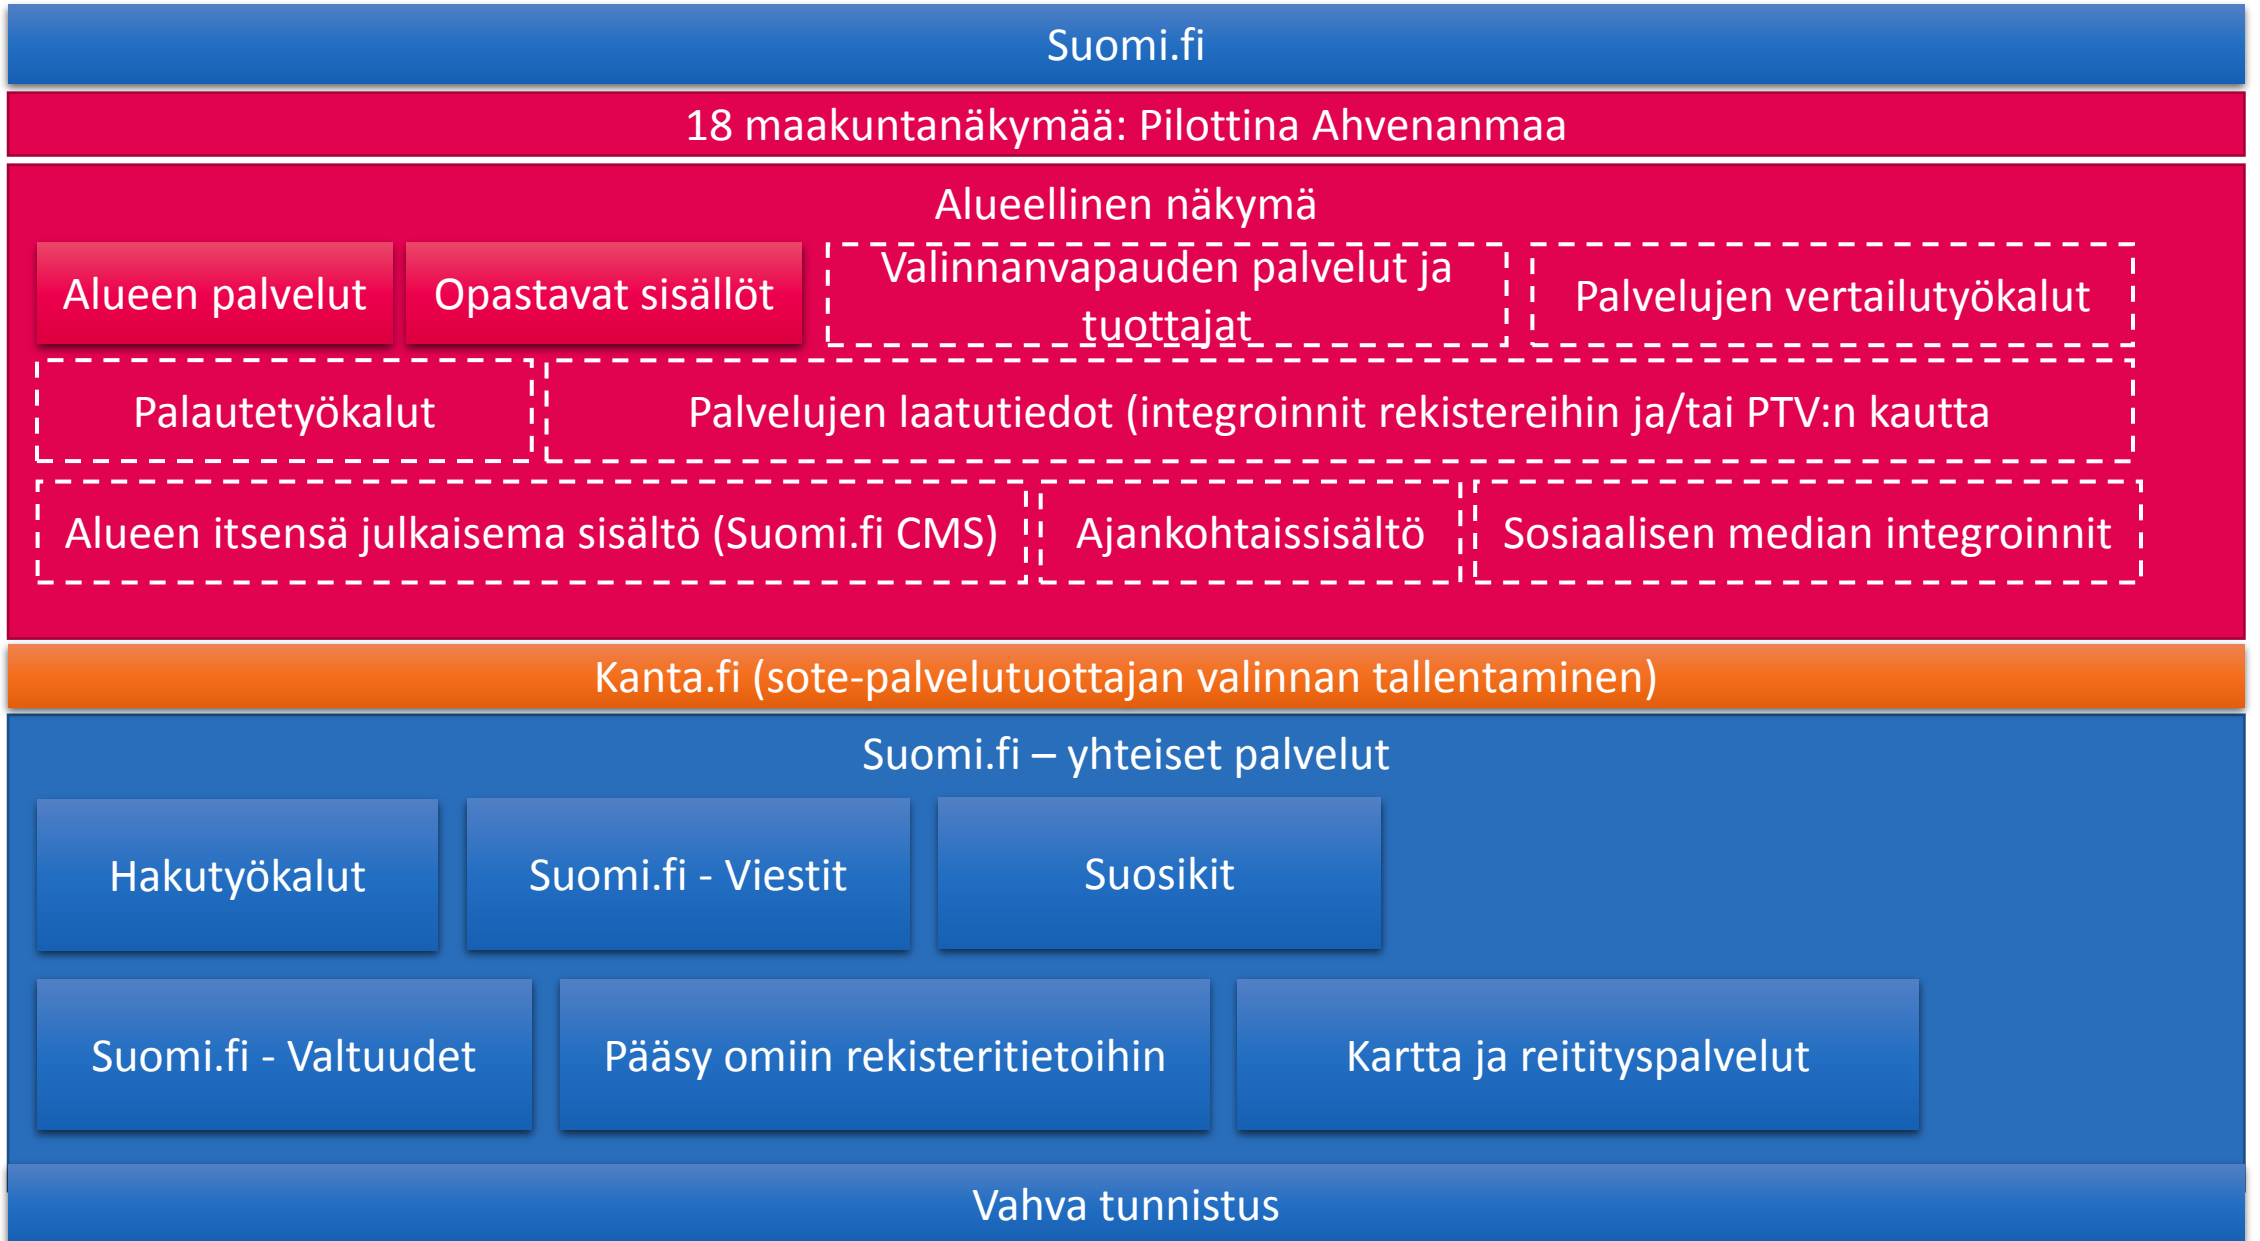 Suomi.fi
18 maakuntanäkymää: Pilottina Ahvenanmaa
Alueellinen näkymä
Alueen palvelut
Opastavat sisällöt
Valinnanvapauden palvelut ja
tuottajat
Palvelujen vertailutyökalut
Palautetyökalut
Palvelujen laatutiedot (integroinnit rekistereihin ja/tai PTV:n kautta
Alueen itsensä julkaisema sisältö (Suomi.fi CMS)
Ajankohtaissisältö
Sosiaalisen median integroinnit
Kanta.fi (sote-palvelutuottajan valinnan tallentaminen)
Suomi.fi – yhteiset palvelut
Hakutyökalut
Suomi.fi - Viestit
Suosikit
Suomi.fi - Valtuudet
Pääsy omiin rekisteritietoihin
Kartta ja reitityspalvelut
Vahva tunnistus